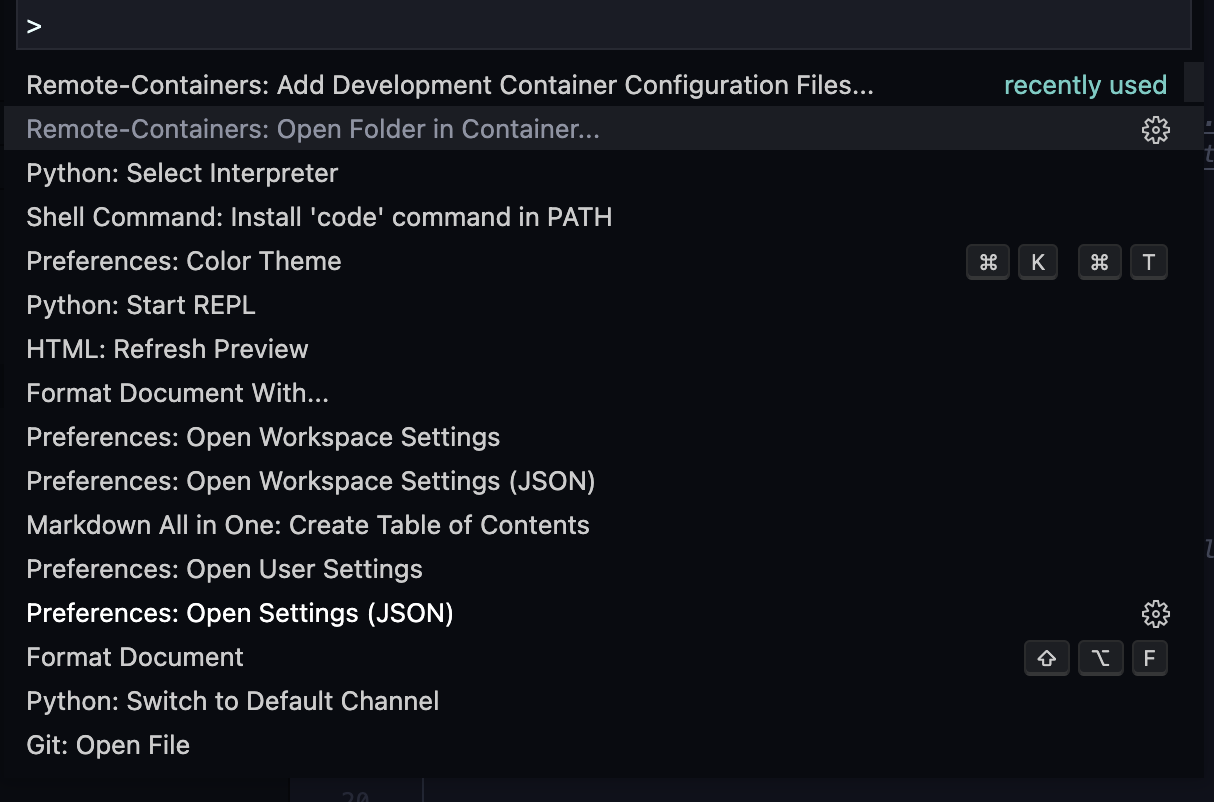 >
Remote-Containers: Add Development Container Configuration Files... recently used
Remote-Containers: Open Folder in Container...
Python: Select Interpreter
Shell Command: Install 'code' command in PATH
Preferences: Color Theme ⌘ K ⌘ T
Python: Start REPL
HTML: Refresh Preview
Format Document With...
Preferences: Open Workspace Settings
Preferences: Open Workspace Settings (JSON)
Markdown All in One: Create Table of Contents
Preferences: Open User Settings
Preferences: Open Settings (JSON)
Format Document ⇧ ⌥ F
Python: Switch to Default Channel
Git: Open File